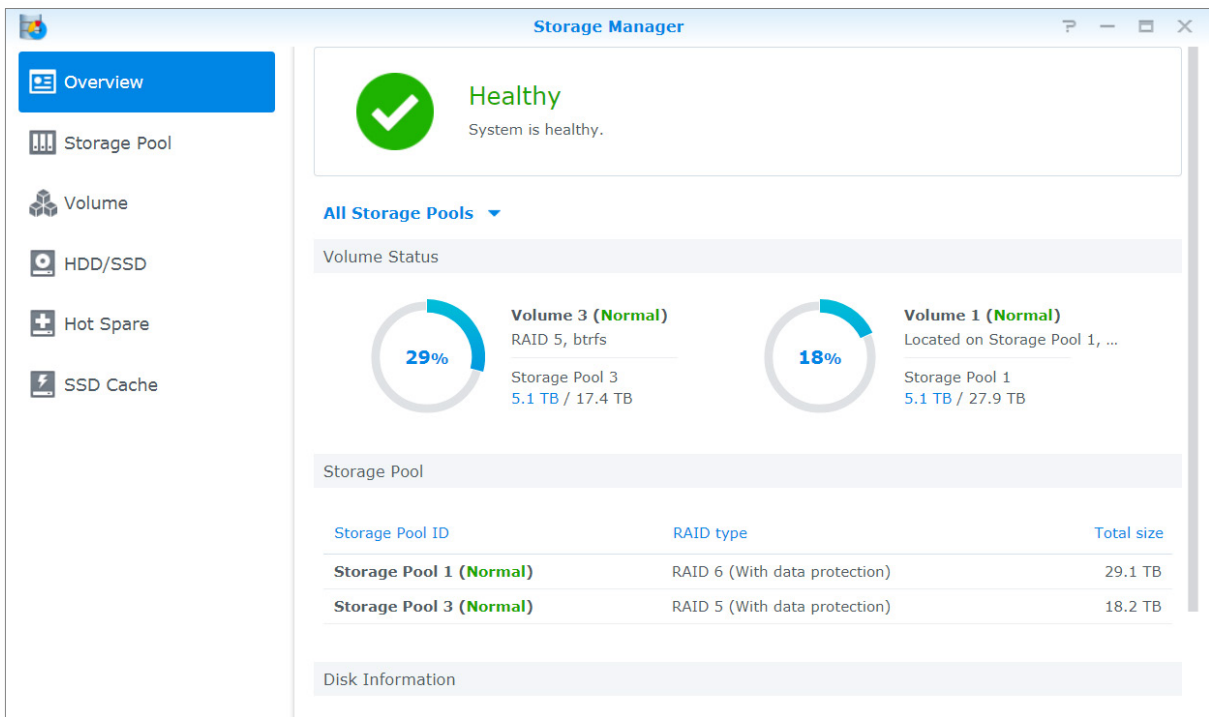 Storage Manager
Overview
Storage Pool
Volume
HDD/SSD
Hot Spare
SSD Cache
Healthy
System is healthy.
All Storage Pools
Volume Status
29%
Volume 3 (Normal)
RAID 5, btrfs
Storage Pool 3
5.1 TB / 17.4 TB
18%
Volume 1 (Normal)
Located on Storage Pool 1, ...
Storage Pool 1
5.1 TB / 27.9 TB
Storage Pool
Storage Pool ID RAID type Total size
Storage Pool 1 (Normal) RAID 6 (With data protection) 29.1 TB
Storage Pool 3 (Normal) RAID 5 (With data protection) 18.2 TB
Disk Information